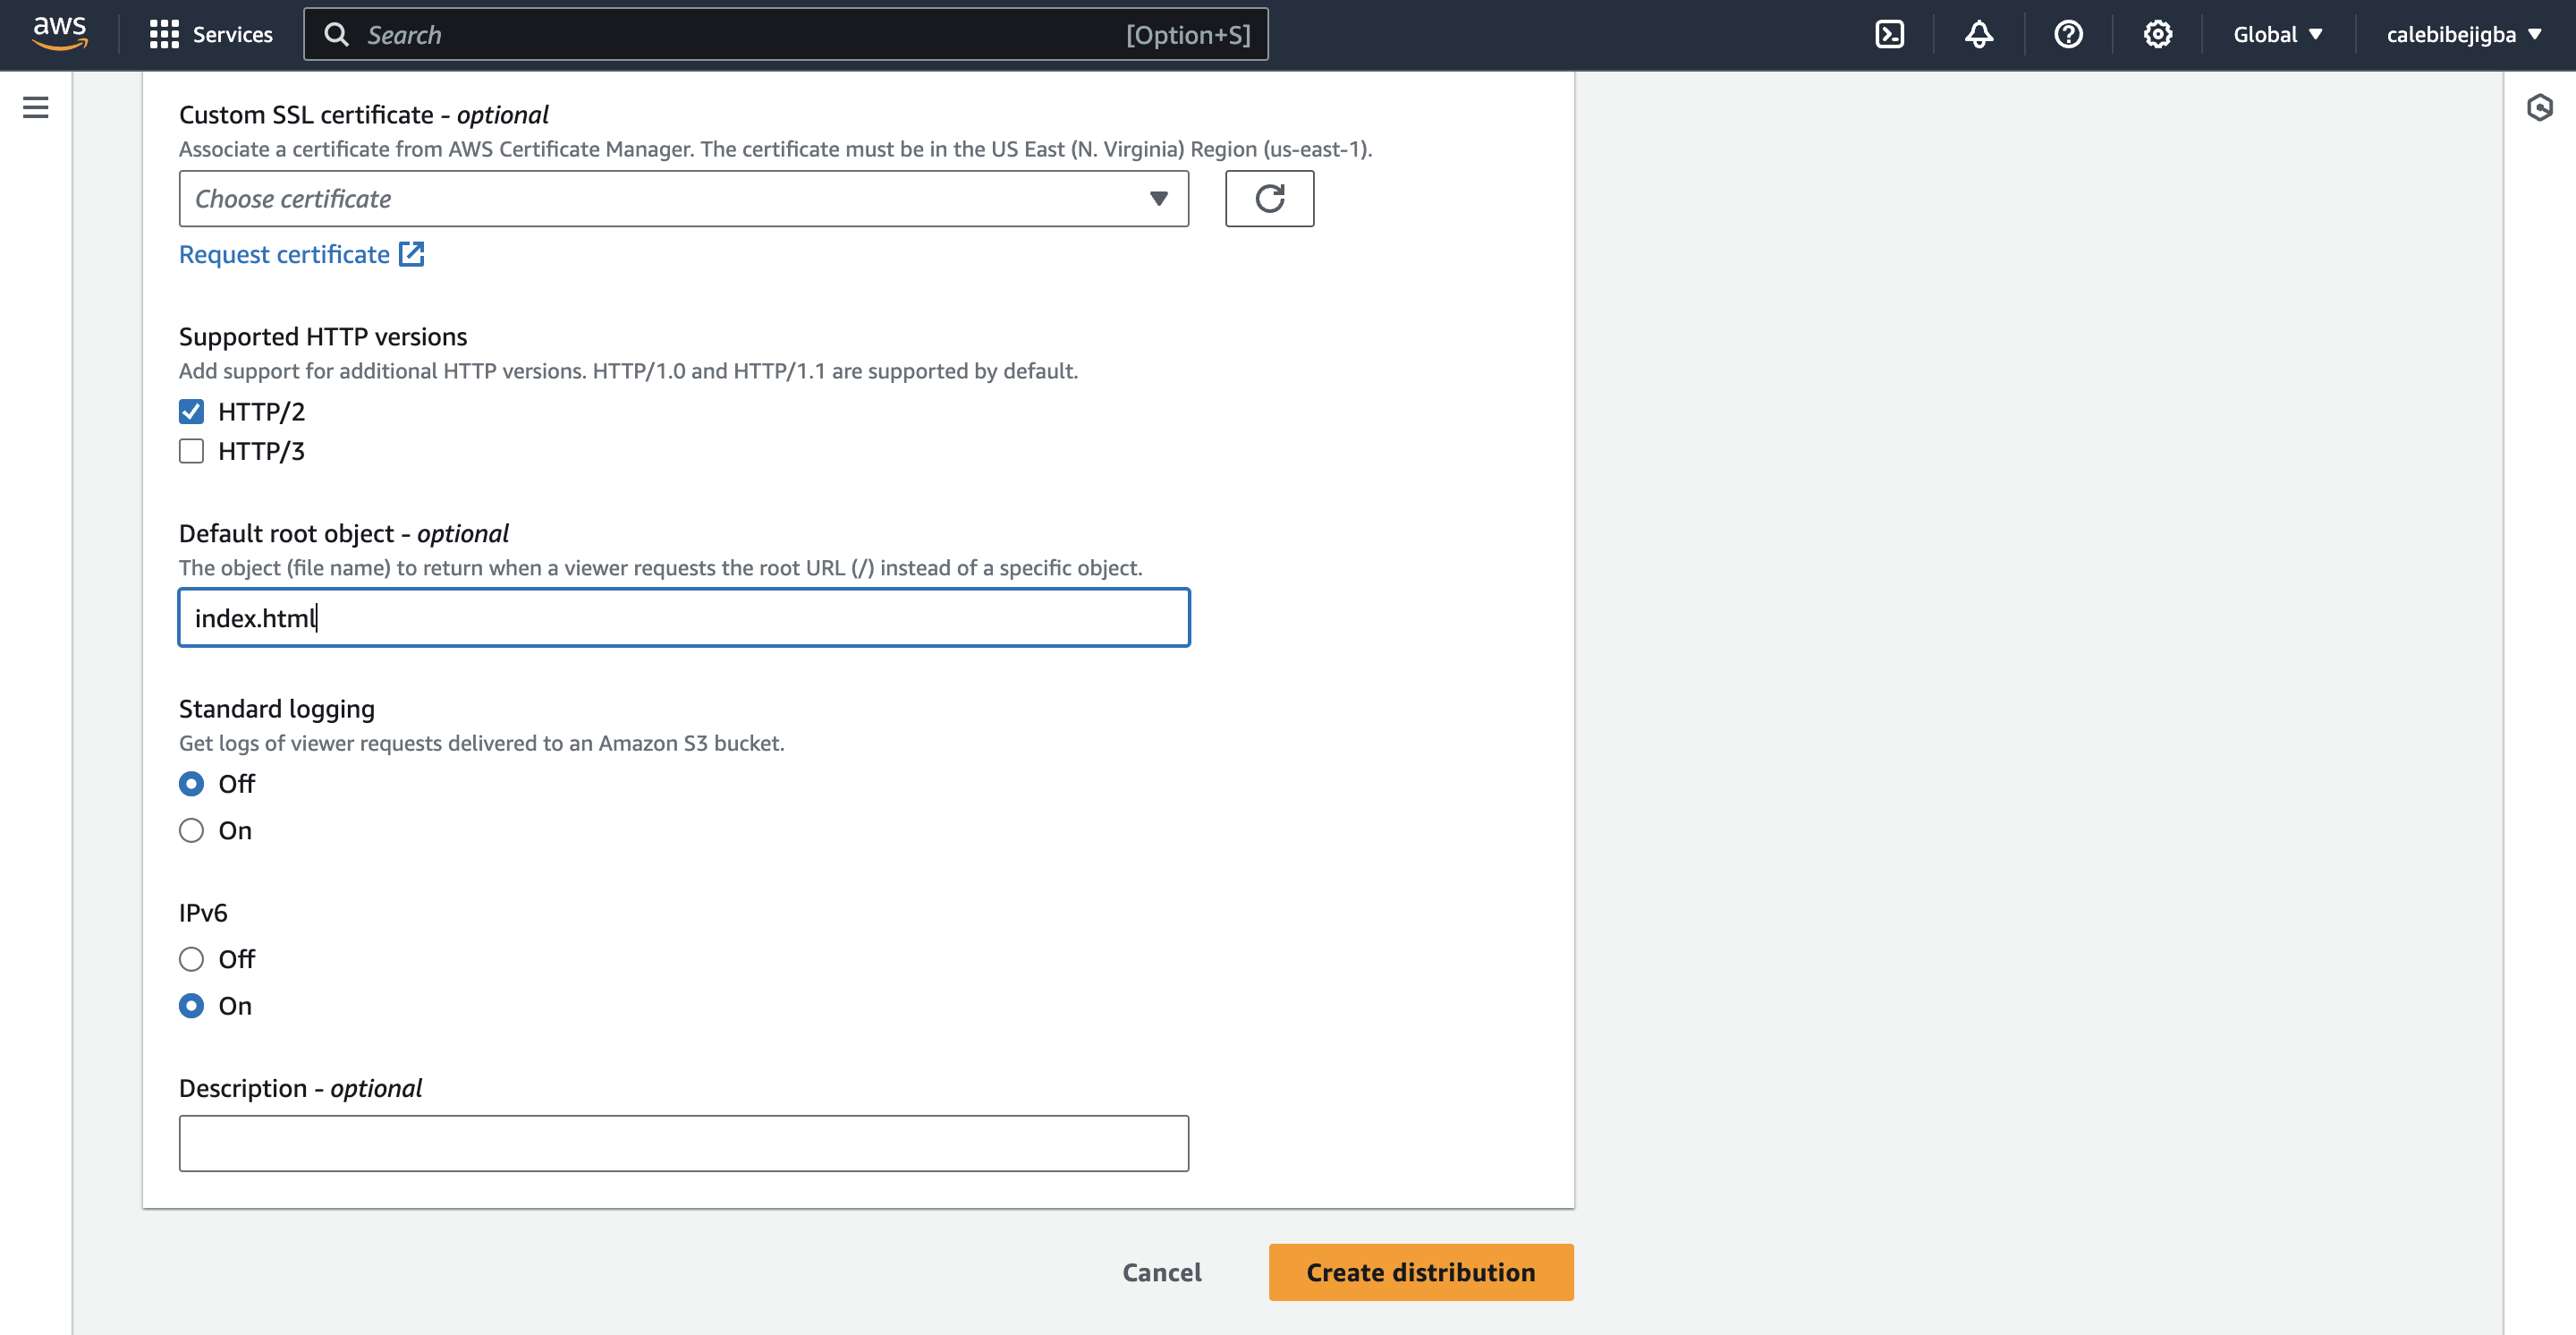 aws
Services
Search
[Option+S]
Global
calebibejigba
Custom SSL certificate - optional
Associate a certificate from AWS Certificate Manager. The certificate must be in the US East (N. Virginia) Region (us-east-1).
Choose certificate
Request certificate
Supported HTTP versions
Add support for additional HTTP versions. HTTP/1.0 and HTTP/1.1 are supported by default.
HTTP/2
HTTP/3
Default root object - optional
The object (file name) to return when a viewer requests the root URL (/) instead of a specific object.
index.html
Standard logging
Get logs of viewer requests delivered to an Amazon S3 bucket.
Off
On
IPv6
Off
On
Description - optional
Cancel
Create distribution